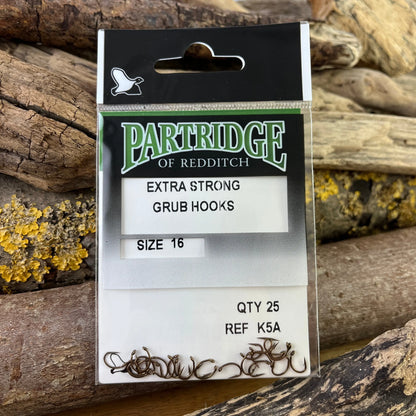 PARTRIDGE
OF REDDITCH
EXTRA STRONG
GRUB HOOKS
SIZE 16
QTY 25
REF K5A